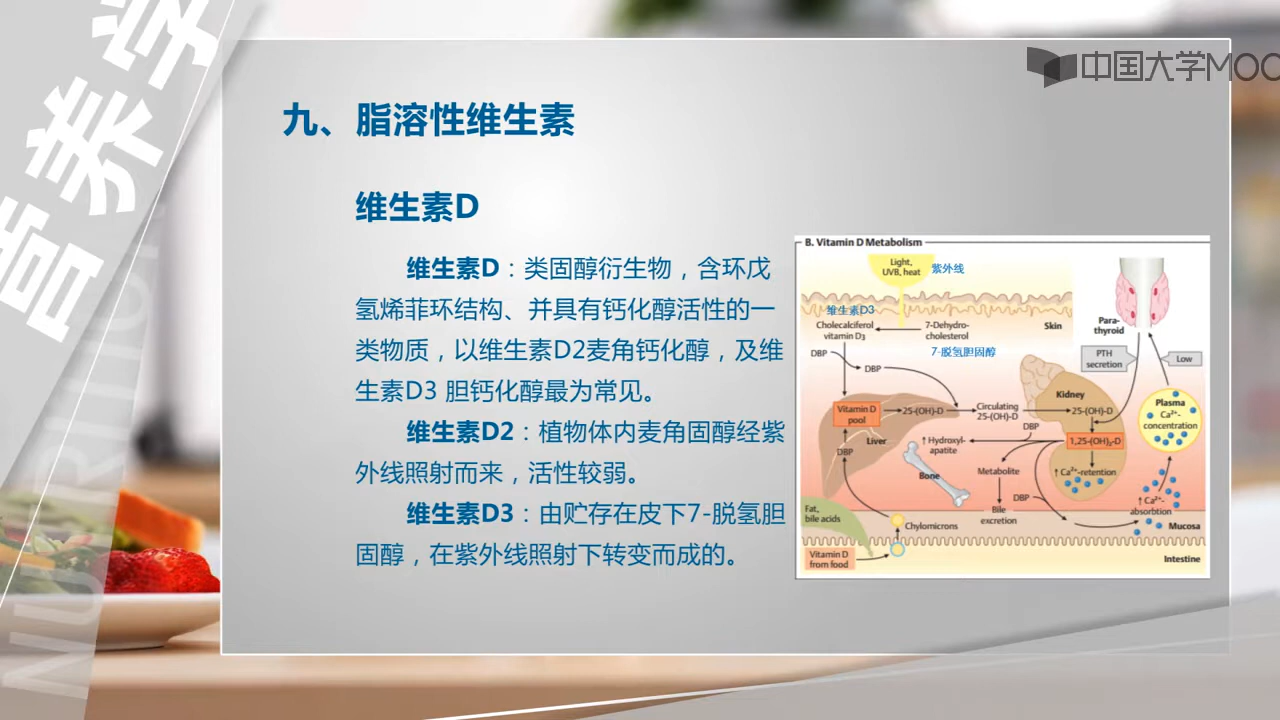 营养学
NUTRITION
中国大学MOO
九、脂溶性维生素
维生素D
维生素D：类固醇衍生物，含环戊
氢烯菲环结构、并具有钙化醇活性的一
类物质，以维生素D2麦角钙化醇，及维
生素D3 胆钙化醇最为常见。
维生素D2：植物体内麦角固醇经紫
外线照射而来，活性较弱。
维生素D3：由贮存在皮下7-脱氢胆
固醇，在紫外线照射下转变而成的。
B. Vitamin D Metabolism
Light,
UVB, heat
紫外线
维生素D3
Cholecalciferol
vitamin D3
7-Dehydro-
cholesterol
7-脱氢胆固醇
Skin
Para-
thyroid
PTH
secretion
Low
DBP
DBP
Kidney
Plasma
Ca²⁺-
concentration
Vitamin D
pool
25-(OH)-D
Circulating
25-(OH)-D
25-(OH)-D
DBP
Liver
DBP
↑ Hydroxyl-
apatite
1,25-(OH)₂-D
Bone
Metabolite
↑ Ca²⁺-retention
DBP
Bile
excretion
↑ Ca²⁺-
absorbtion
Fat,
bile acids
Chylomicrons
Mucosa
Vitamin D
from food
Intestine